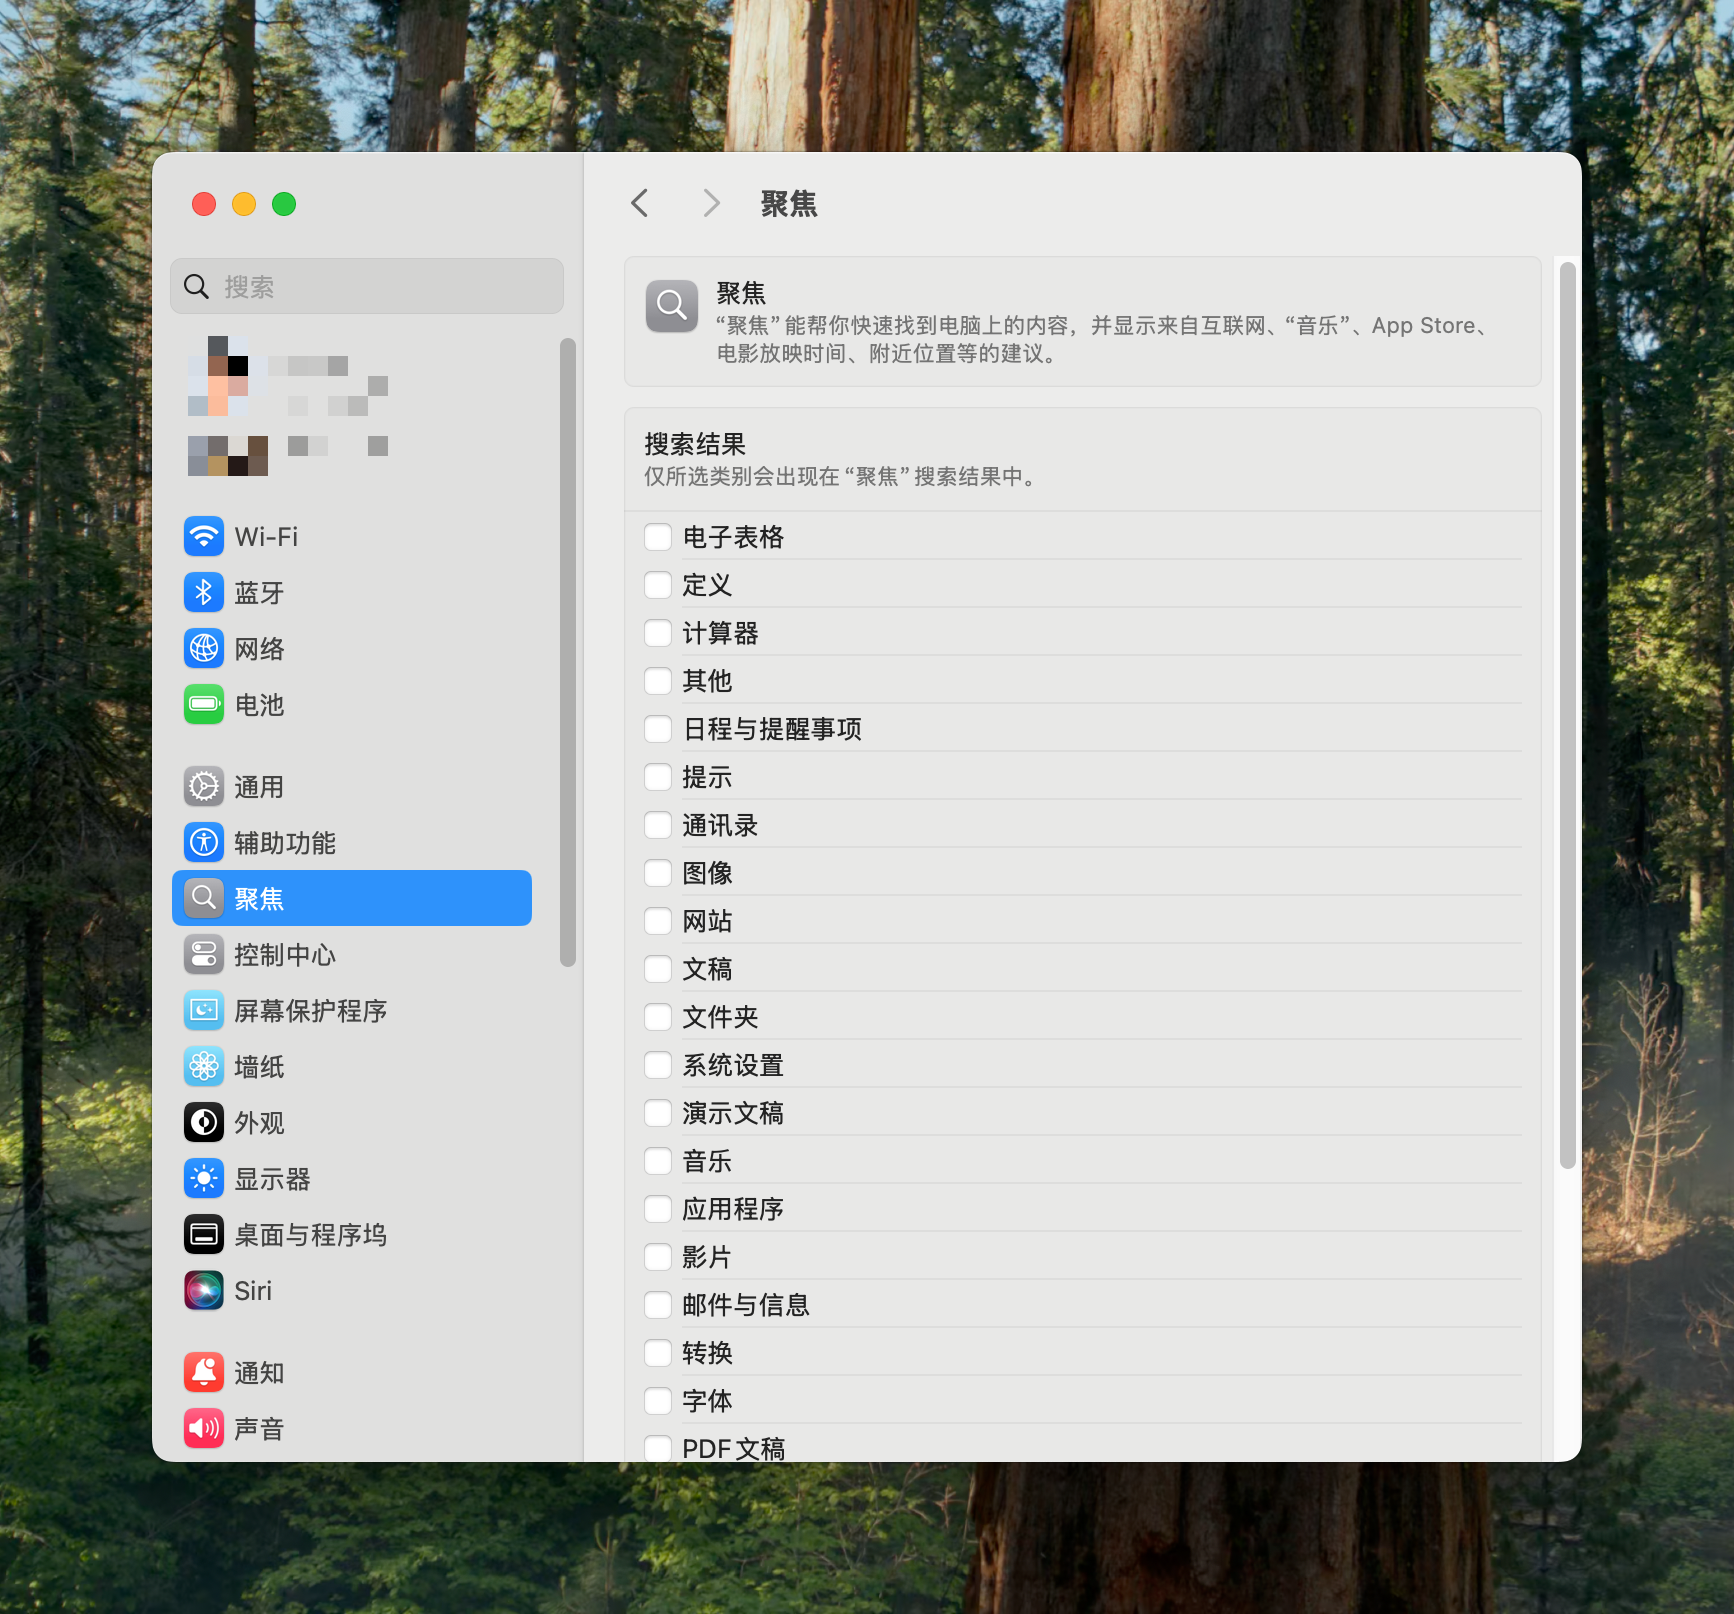 搜索
Wi-Fi
蓝牙
网络
电池
通用
辅助功能
聚焦
控制中心
屏幕保护程序
墙纸
外观
显示器
桌面与程序坞
Siri
通知
声音
聚焦
聚焦
“聚焦”能帮你快速找到电脑上的内容，并显示来自互联网、“音乐”、App Store、
电影放映时间、附近位置等的建议。
搜索结果
仅所选类别会出现在“聚焦”搜索结果中。
电子表格
定义
计算器
其他
日程与提醒事项
提示
通讯录
图像
网站
文稿
文件夹
系统设置
演示文稿
音乐
应用程序
影片
邮件与信息
转换
字体
PDF文稿